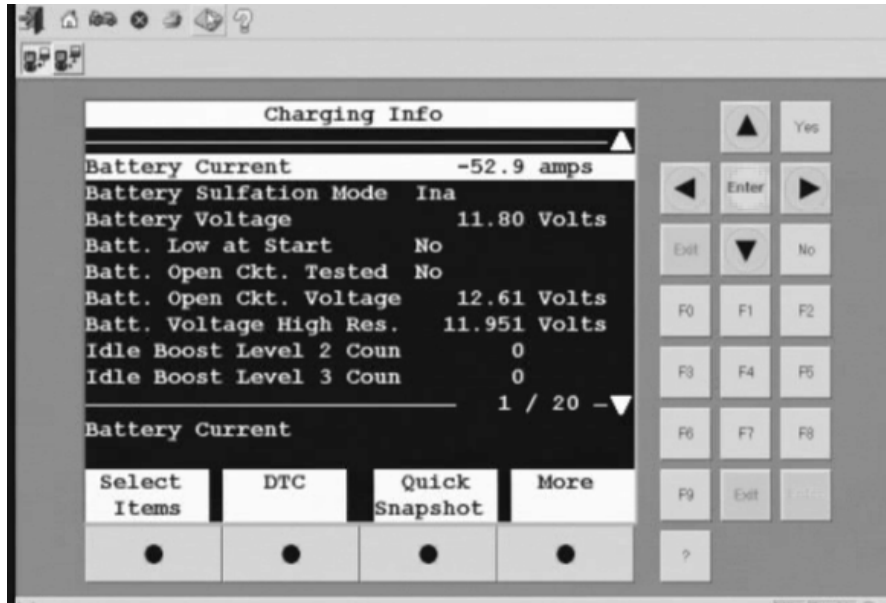 Charging Info
Battery Current -52.9 amps
Battery Sulfation Mode Ina
Battery Voltage 11.80 Volts
Batt. Low at Start No
Batt. Open Ckt. Tested No
Batt. Open Ckt. Voltage 12.61 Volts
Batt. Voltage High Res. 11.951 Volts
Idle Boost Level 2 Coun 0
Idle Boost Level 3 Coun 0
1 / 20
Battery Current
Select Items
DTC
Quick Snapshot
More
Yes
Enter
Exit
No
F0 F1 F2
F3 F4 F5
F6 F7 F8
F9 Exit
?